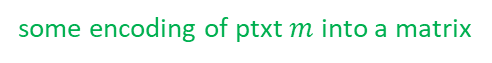 some encoding of ptxt m into a matrix